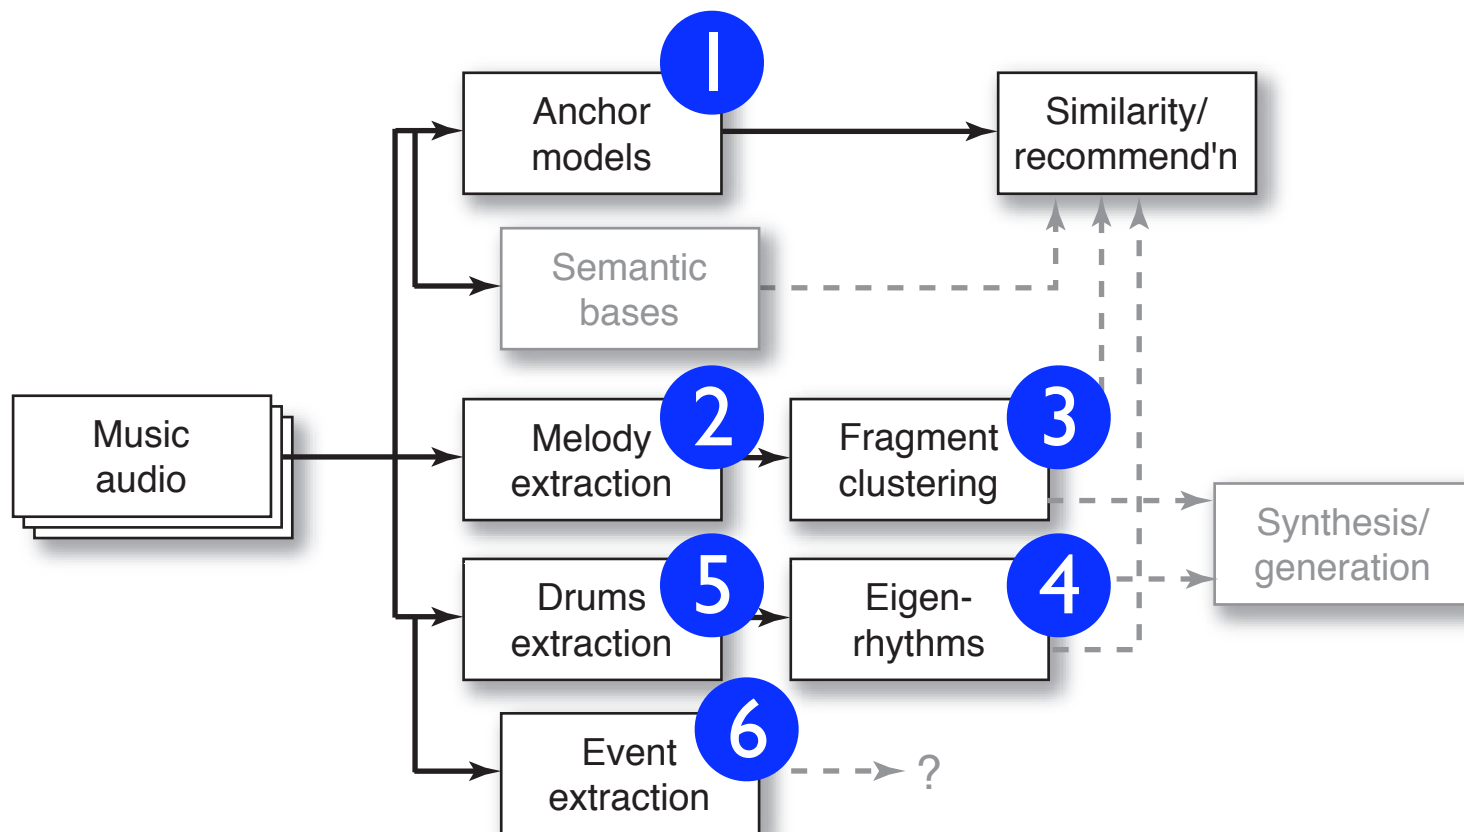 1
Anchor
models
Similarity/
recommend'n
Semantic
bases
Music
audio
2
Melody
extraction
3
Fragment
clustering
Synthesis/
generation
5
Drums
extraction
4
Eigen-
rhythms
6
Event
extraction
?